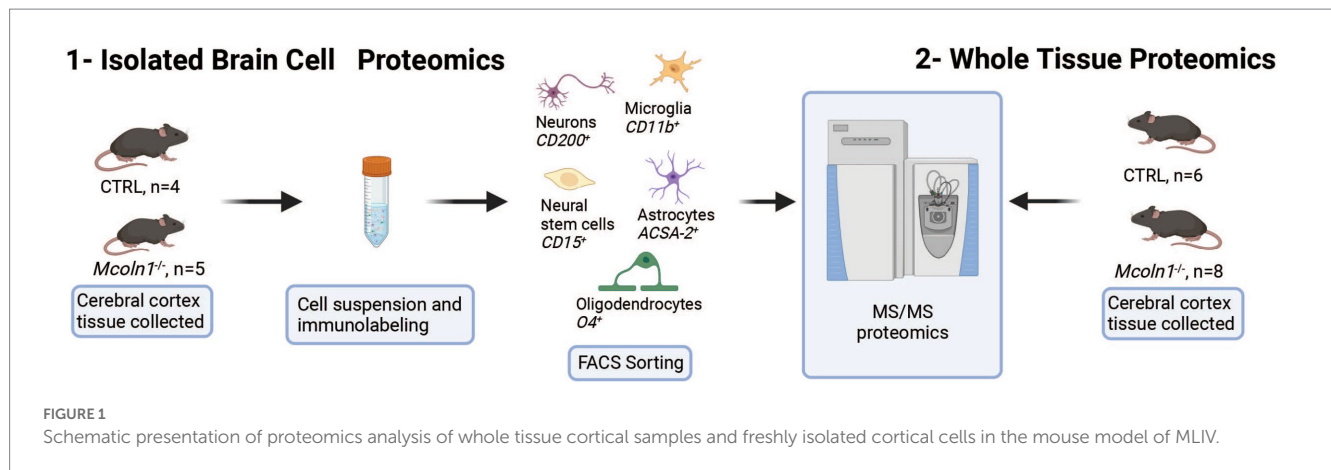 1- Isolated Brain Cell Proteomics
2- Whole Tissue Proteomics
CTRL, n=4
Mcoln1-/-, n=5
Cerebral cortex
tissue collected
Cell suspension and
immunolabeling
Neurons
CD200+
Microglia
CD11b+
Neural
stem cells
CD15+
Astrocytes
ACSA-2+
Oligodendrocytes
O4+
FACS Sorting
MS/MS
proteomics
CTRL, n=6
Mcoln1-/-, n=8
Cerebral cortex
tissue collected
FIGURE 1
Schematic presentation of proteomics analysis of whole tissue cortical samples and freshly isolated cortical cells in the mouse model of MLIV.